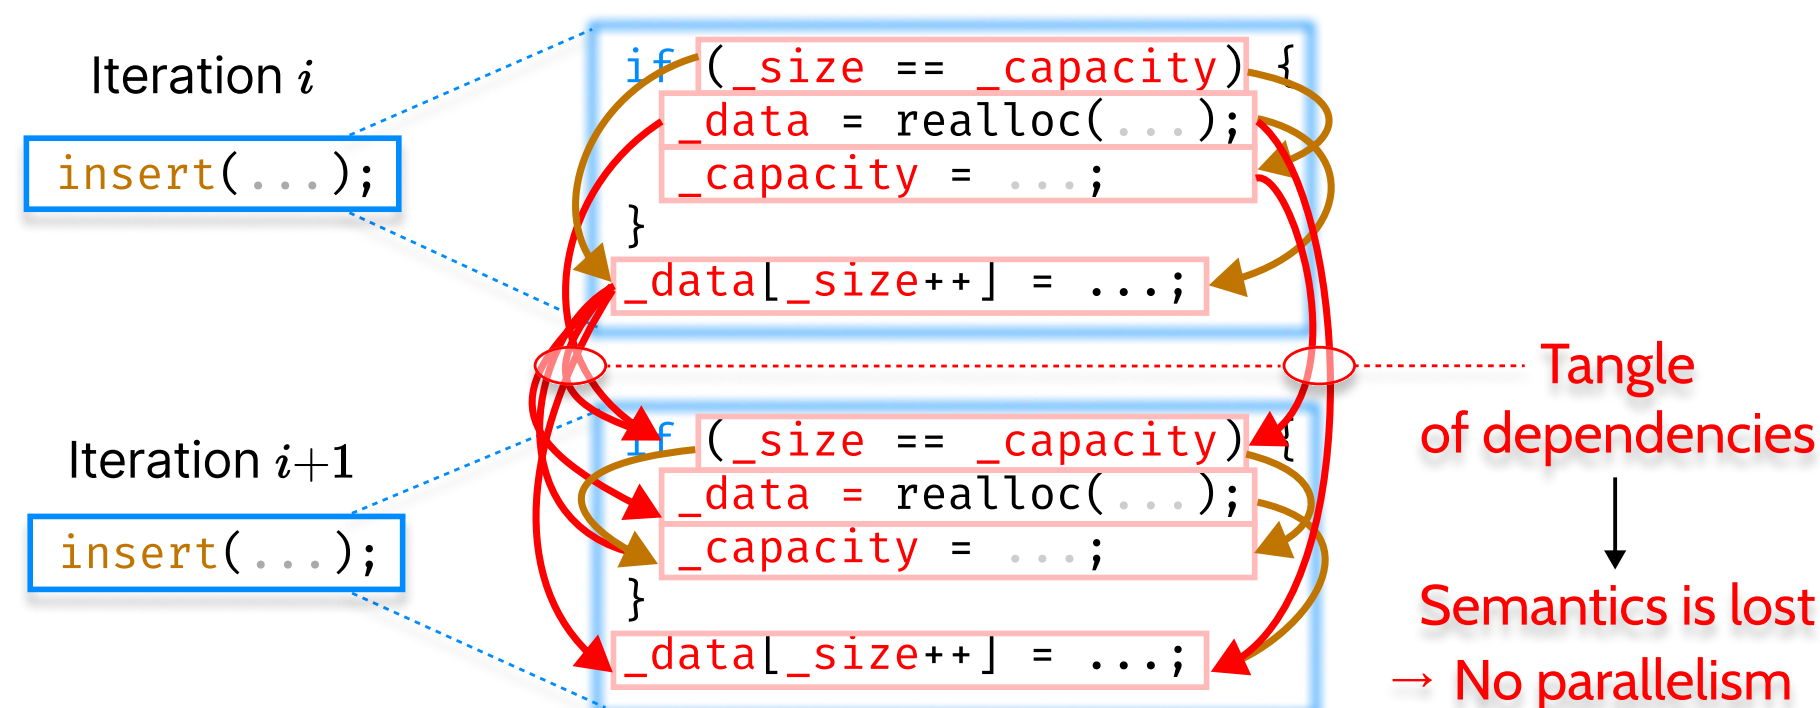 Iteration i
insert(...);
if (_size == _capacity) {
_data = realloc(...);
_capacity = ...;
}
_data[_size++] = ...;
Tangle
of dependencies
Iteration i+1
insert(...);
if (_size == _capacity) {
_data = realloc(...);
_capacity = ...;
}
_data[_size++] = ...;
Semantics is lost
→ No parallelism